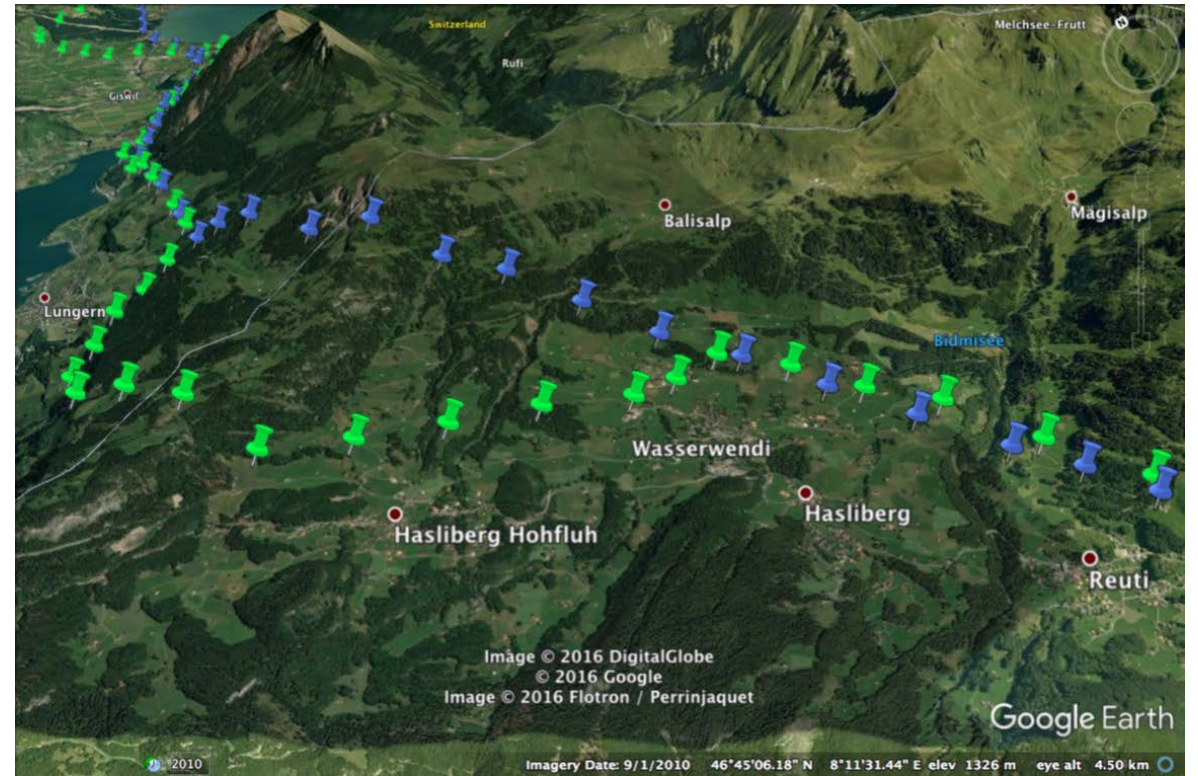 Switzerland
Melchsee-Frutt
N
Rufi
Giswil
Balisalp
Mägisalp
Lungern
Bidmisee
Wasserwendi
Hasliberg
Hasliberg Hohfluh
Reuti
Image © 2016 DigitalGlobe
© 2016 Google
Image © 2016 Flotron / Perrinjaquet
Google Earth
2010
Imagery Date: 9/1/2010 46°45'06.18" N 8°11'31.44" E elev 1326 m eye alt 4.50 km